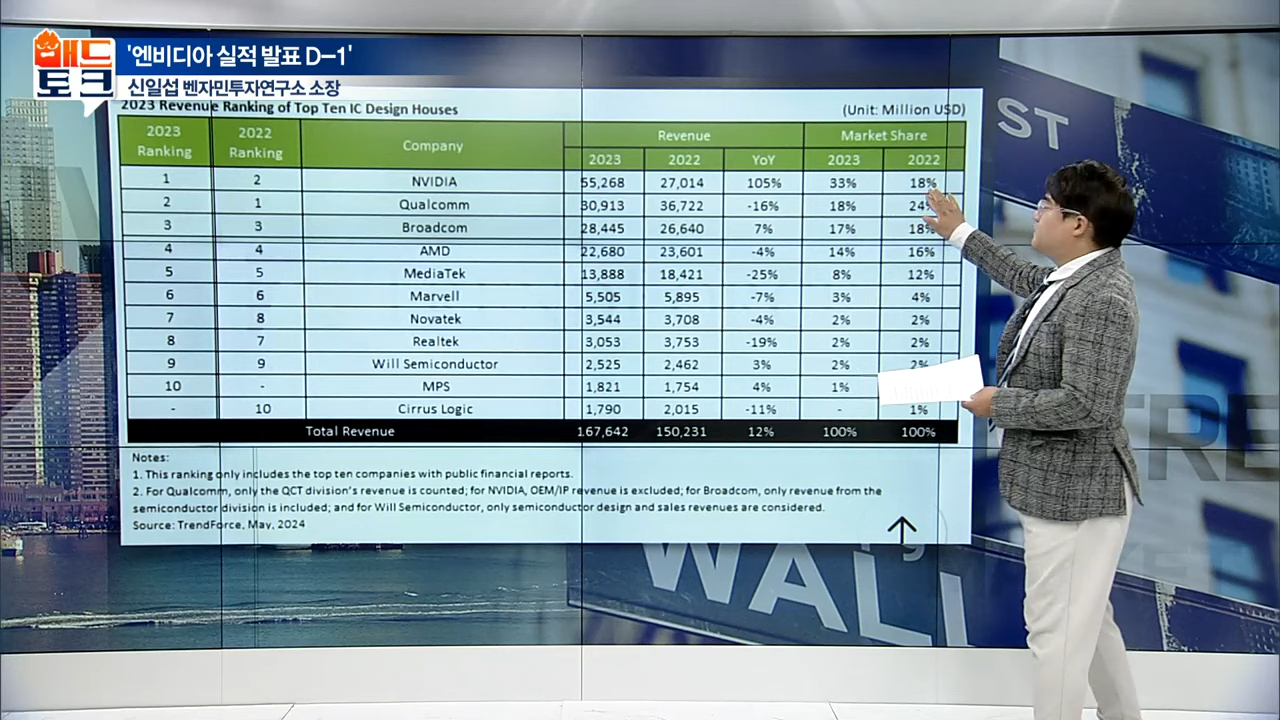 매드
토크
'엔비디아 실적 발표 D-1'
신일섭 벤자민투자연구소 소장
2023 Revenue Ranking of Top Ten IC Design Houses (Unit: Million USD)
2023 Ranking 2022 Ranking Company Revenue Market Share
2023 2022 YoY 2023 2022
1 2 NVIDIA 55,268 27,014 105% 33% 18%
2 1 Qualcomm 30,913 36,722 -16% 18% 24%
3 3 Broadcom 28,445 26,640 7% 17% 18%
4 4 AMD 22,680 23,601 -4% 14% 16%
5 5 MediaTek 13,888 18,421 -25% 8% 12%
6 6 Marvell 5,505 5,895 -7% 3% 4%
7 8 Novatek 3,544 3,708 -4% 2% 2%
8 7 Realtek 3,053 3,753 -19% 2% 2%
9 9 Will Semiconductor 2,525 2,462 3% 2% 2%
10 - MPS 1,821 1,754 4% 1%
- 10 Cirrus Logic 1,790 2,015 -11% - 1%
Total Revenue 167,642 150,231 12% 100% 100%
Notes:
1. This ranking only includes the top ten companies with public financial reports.
2. For Qualcomm, only the QCT division's revenue is counted; for NVIDIA, OEM/IP revenue is excluded; for Broadcom, only revenue from the
semiconductor division is included; and for Will Semiconductor, only semiconductor design and sales revenues are considered.
Source: TrendForce, May, 2024
ST
WALL